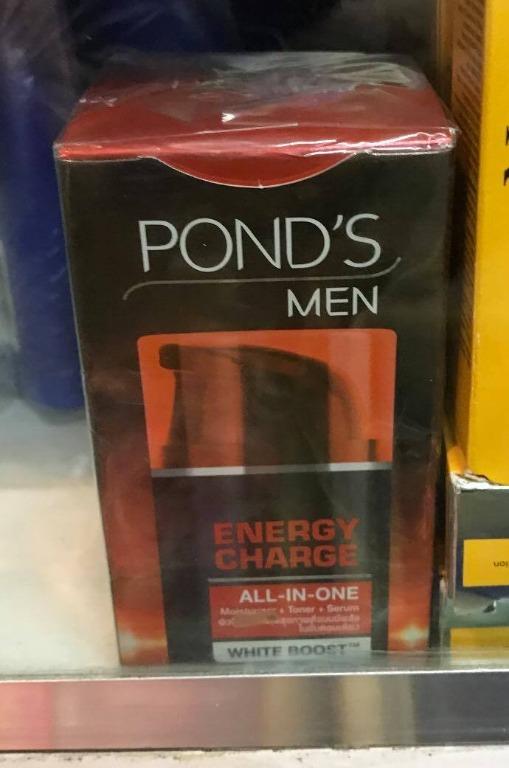 POND'S
MEN
ENERGY
CHARGE
ALL-IN-ONE
Moisturizer + Toner + Serum
WHITE BOOST™